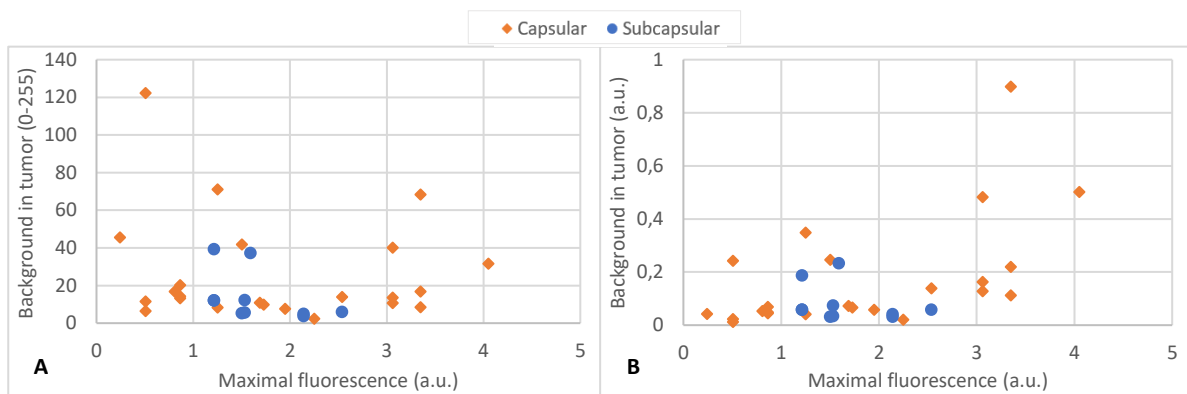 Capsular Subcapsular
Background in tumor (0-255)
140
120
100
80
60
40
20
0
0 1 2 3 4 5
Maximal fluorescence (a.u.)
A
Background in tumor (a.u.)
1
0,8
0,6
0,4
0,2
0
0 1 2 3 4 5
Maximal fluorescence (a.u.)
B